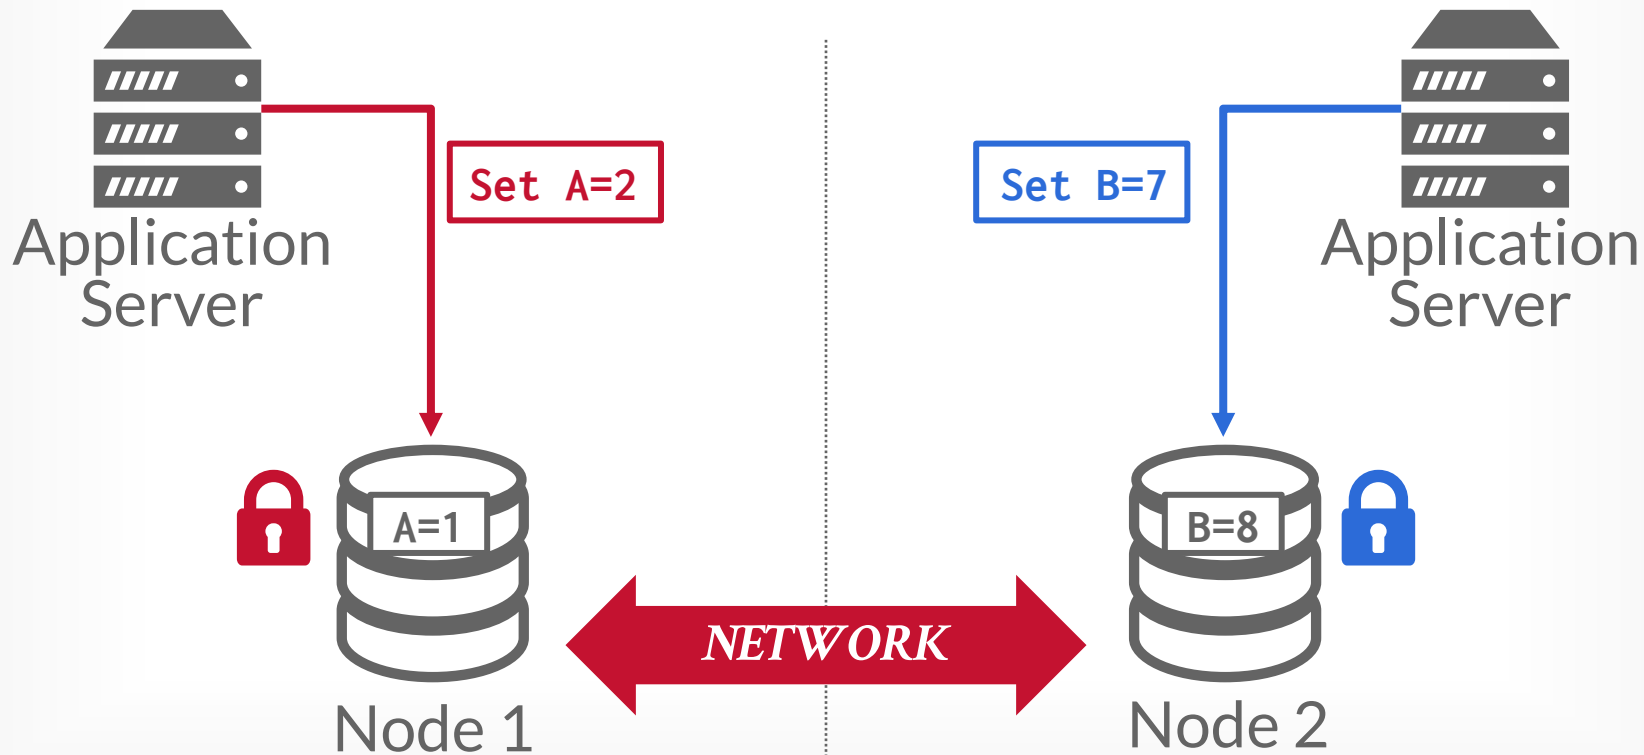 Set A=2
Set B=7
Application
Server
Application
Server
A=1
B=8
NETWORK
Node 1
Node 2